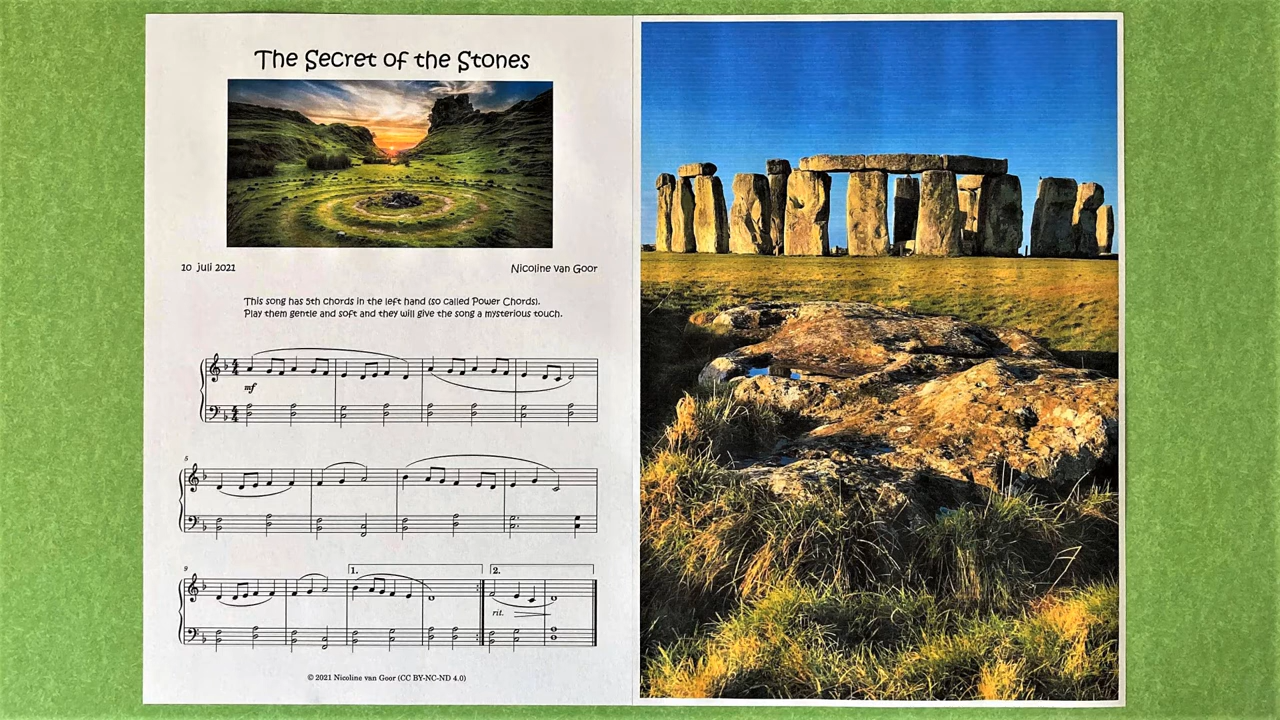 The Secret of the Stones
10 juli 2021
Nicoline van Goor
This song has 5th chords in the left hand (so called Power Chords).
Play them gentle and soft and they will give the song a mysterious touch.
mf
5
9
1.
2.
rit.
© 2021 Nicoline van Goor (CC BY-NC-ND 4.0)